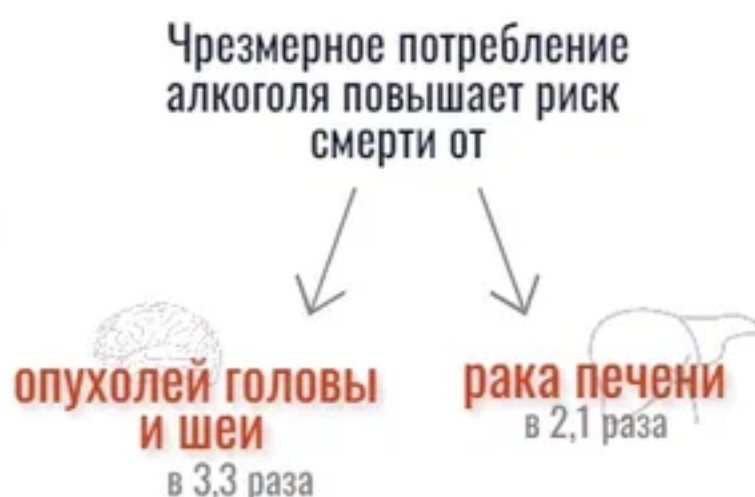 Чрезмерное потребление
алкоголя повышает риск
смерти от
опухолей головы
и шеи
в 3,3 раза
рака печени
в 2,1 раза